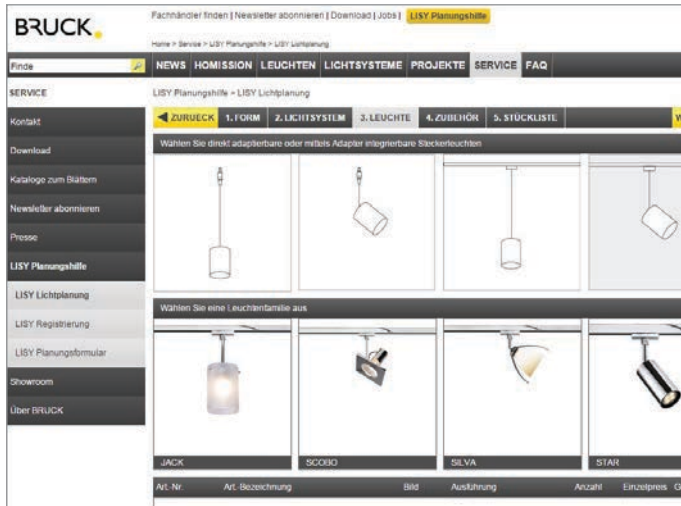 BRUCK
Fachhändler finden | Newsletter abonnieren | Download | Jobs | LISY Planungshilfe
Home > Service > LISY Planungshilfe > LISY Lichtplanung
Finde
NEWS HOMISSION LEUCHTEN LICHTSYSTEME PROJEKTE SERVICE FAQ
SERVICE
LISY Planungshilfe > LISY Lichtplanung
Kontakt
Download
Kataloge zum Blättern
Newsletter abonnieren
Presse
LISY Planungshilfe
LISY Lichtplanung
LISY Registrierung
LISY Planungsformular
Showroom
Über BRUCK
ZURUECK 1. FORM 2. LICHTSYSTEM 3. LEUCHTE 4. ZUBEHÖR 5. STÜCKLISTE W
Wählen Sie direkt adaptierbare oder mittels Adapter integrierbare Steckerleuchten
Wählen Sie eine Leuchtenfamilie aus
JACK SCOBO SILVA STAR
Art.-Nr. Art.-Bezeichnung Bild Ausführung Anzahl Einzelpreis G